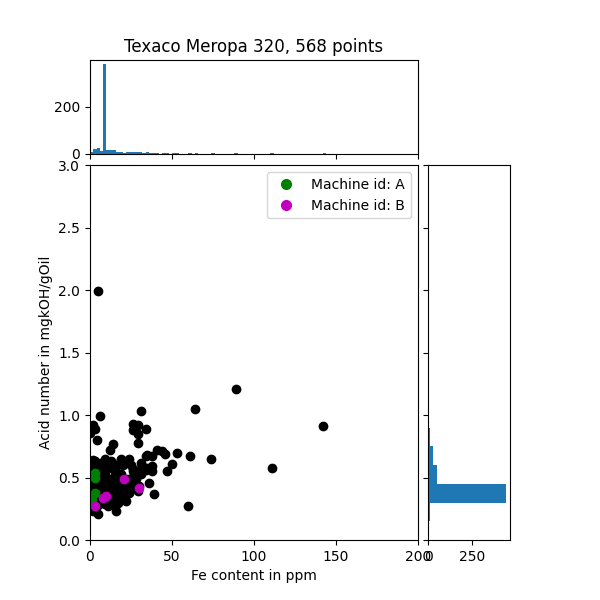 Texaco Meropa 320, 568 points
200
0
3.0
2.5
2.0
1.5
1.0
0.5
0.0
Acid number in mgkOH/gOil
Machine id: A
Machine id: B
0 50 100 150 200
0 250
Fe content in ppm